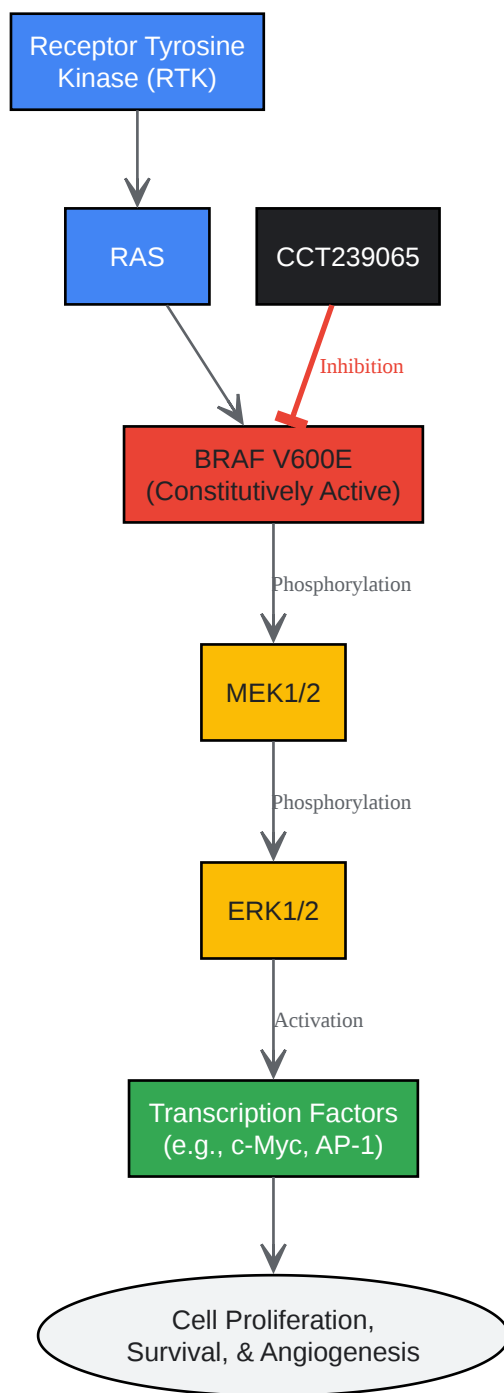 Receptor Tyrosine
Kinase (RTK)
RAS
CCT239065
Inhibition
BRAF V600E
(Constitutively Active)
Phosphorylation
MEK1/2
Phosphorylation
ERK1/2
Activation
Transcription Factors
(e.g., c-Myc, AP-1)
Cell Proliferation,
Survival, & Angiogenesis